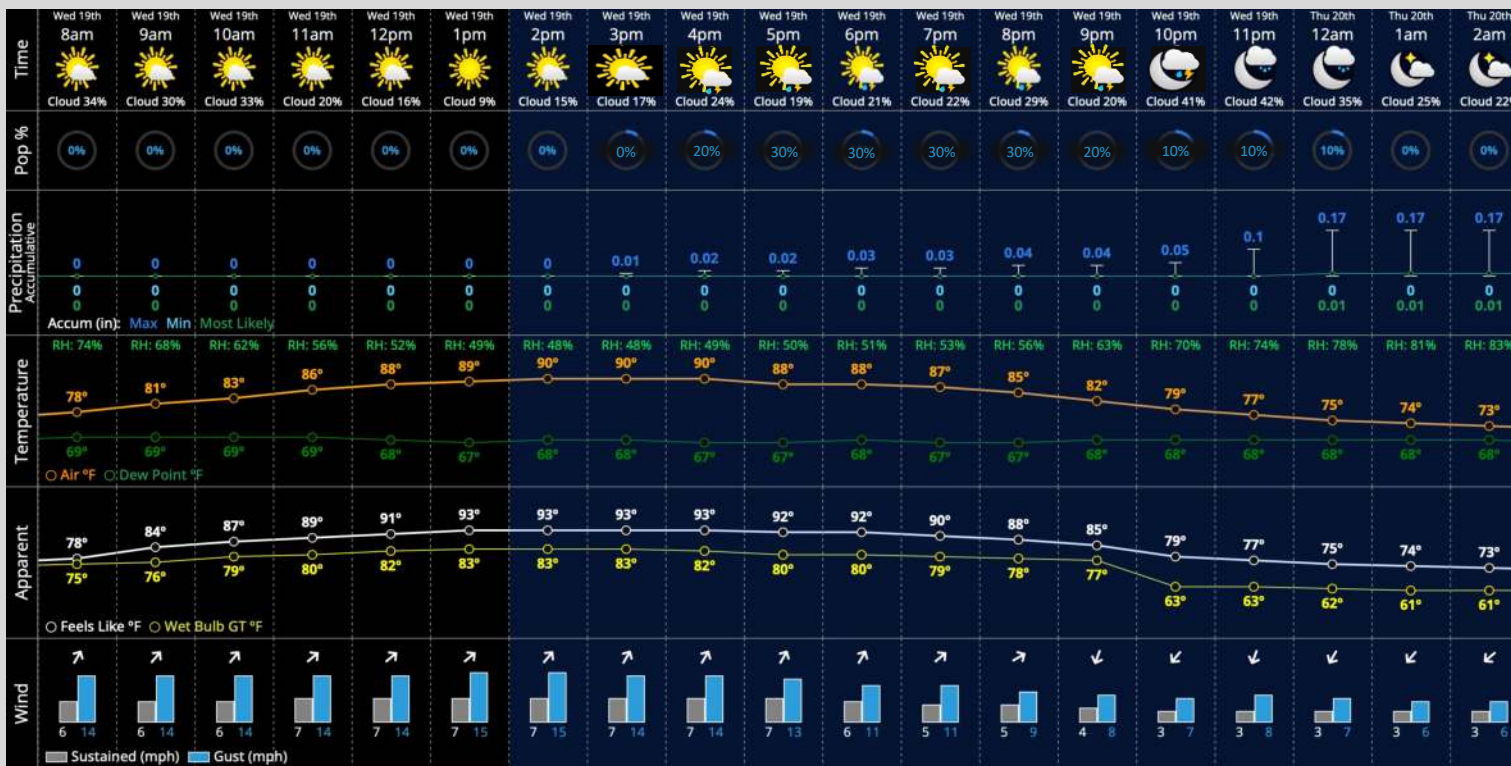 Time
Wed 19th Wed 19th Wed 19th Wed 19th Wed 19th Wed 19th Wed 19th Wed 19th Wed 19th Wed 19th Wed 19th Wed 19th Wed 19th Wed 19th Wed 19th Wed 19th Thu 20th Thu 20th Thu 20th
8am 9am 10am 11am 12pm 1pm 2pm 3pm 4pm 5pm 6pm 7pm 8pm 9pm 10pm 11pm 12am 1am 2am
Cloud 34% Cloud 30% Cloud 33% Cloud 20% Cloud 16% Cloud 9% Cloud 15% Cloud 17% Cloud 24% Cloud 19% Cloud 21% Cloud 22% Cloud 29% Cloud 20% Cloud 41% Cloud 42% Cloud 35% Cloud 25% Cloud 22%
Pop %
0% 0% 0% 0% 0% 0% 0% 0% 20% 30% 30% 30% 30% 20% 10% 10% 10% 0% 0%
Precipitation
Accumulative
0 0 0 0 0 0 0 0.01 0.02 0.02 0.03 0.03 0.04 0.04 0.05 0.1 0.17 0.17 0.17
0 0 0 0 0 0 0 0 0 0 0 0 0 0 0 0 0 0 0
0 0 0 0 0 0 0 0 0 0 0 0 0 0 0 0 0.01 0.01 0.01
Accum (in): Max Min Most Likely
Temperature
RH: 74% RH: 68% RH: 62% RH: 56% RH: 52% RH: 49% RH: 48% RH: 48% RH: 49% RH: 50% RH: 51% RH: 53% RH: 56% RH: 63% RH: 70% RH: 74% RH: 78% RH: 81% RH: 83%
78° 81° 83° 86° 88° 89° 90° 90° 90° 88° 88° 87° 85° 82° 79° 77° 75° 74° 73°
69° 69° 69° 69° 68° 67° 68° 68° 67° 67° 68° 67° 67° 68° 68° 68° 68° 68° 68°
Air °F Dew Point °F
Apparent
78° 84° 87° 89° 91° 93° 93° 93° 93° 92° 92° 90° 88° 85° 79° 77° 75° 74° 73°
75° 76° 79° 80° 82° 83° 83° 83° 82° 80° 80° 79° 78° 77° 63° 63° 62° 61° 61°
Feels Like °F Wet Bulb GT °F
Wind
6 14 6 14 6 14 7 14 7 14 7 15 7 15 7 14 7 14 7 13 6 11 5 11 5 9 4 8 3 7 3 8 3 7 3 6 3 6
Sustained (mph) Gust (mph)